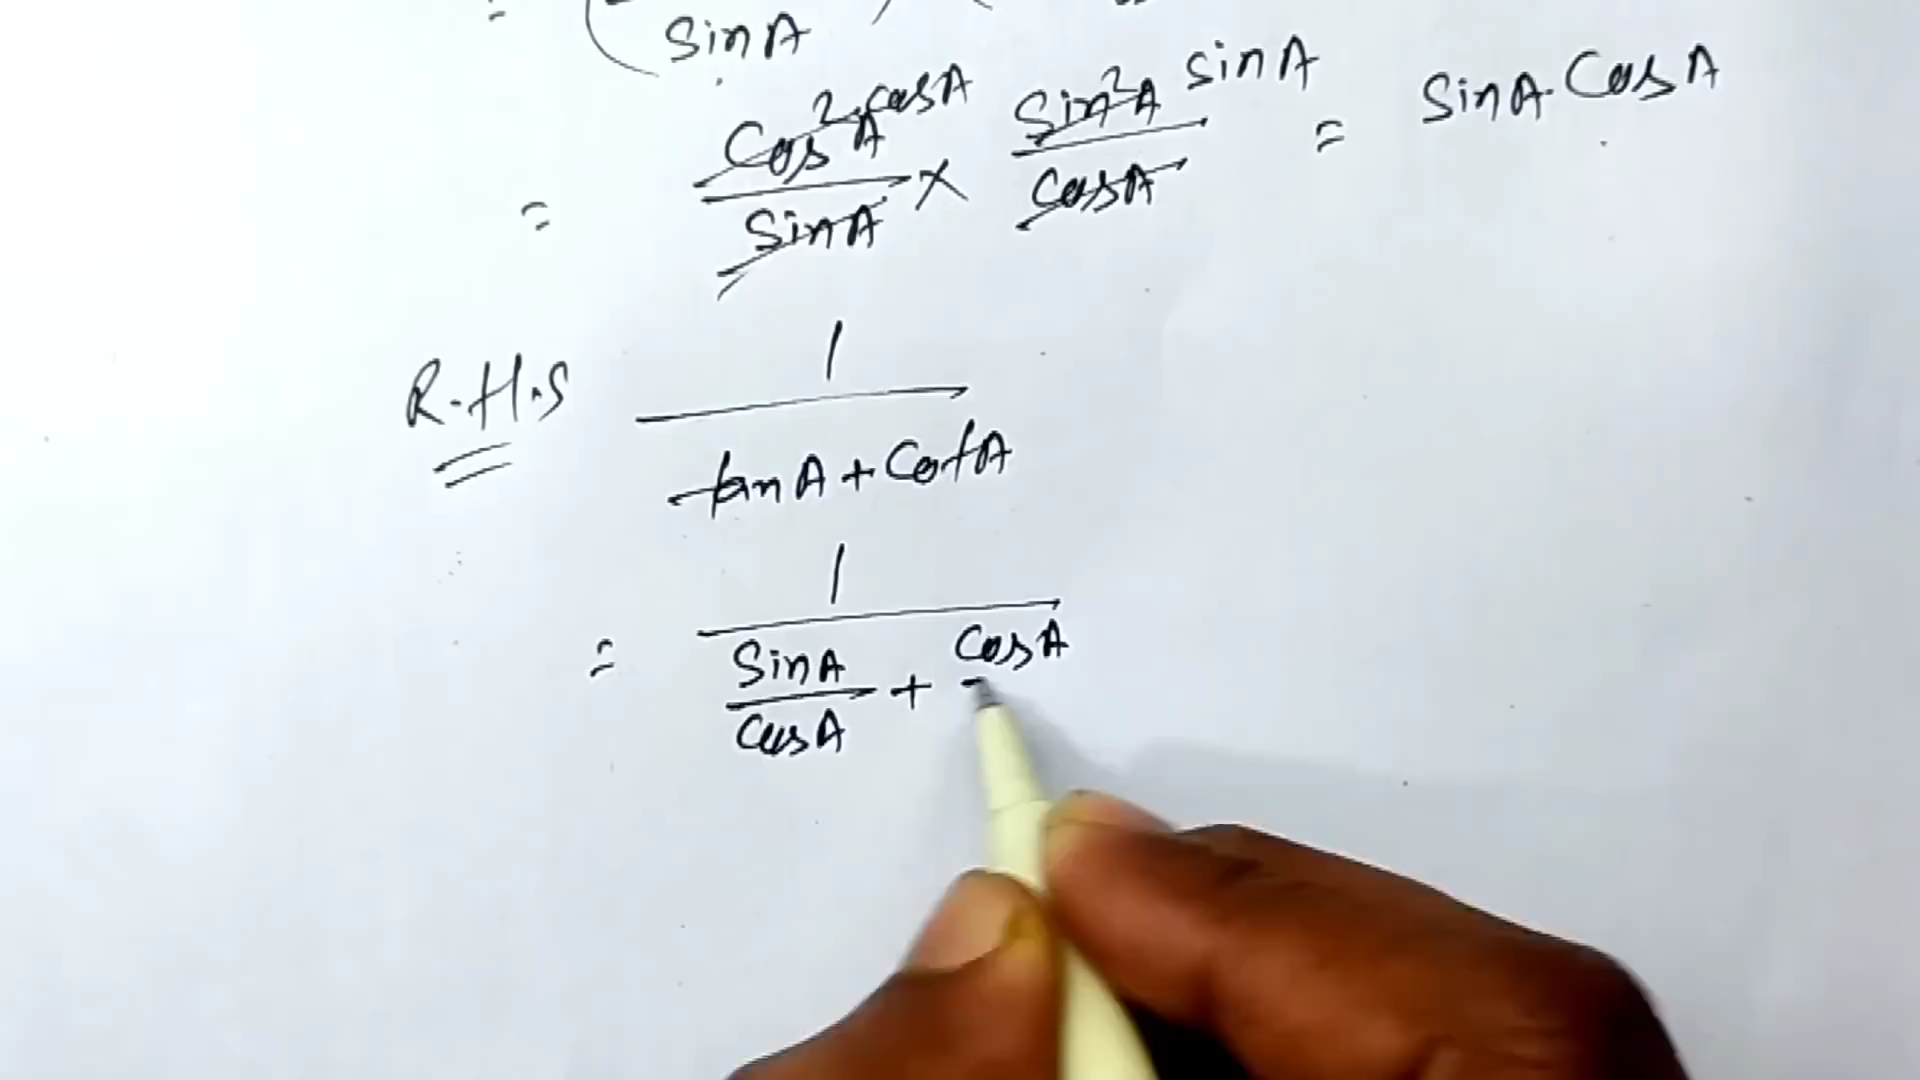 = ( sinA ) × (
= Cos²A cosA / SinA × Sin²A sinA / cosA = SinA. CosA
R.H.S 1 / tanA + CotA
= 1 / SinA / CosA + CosA